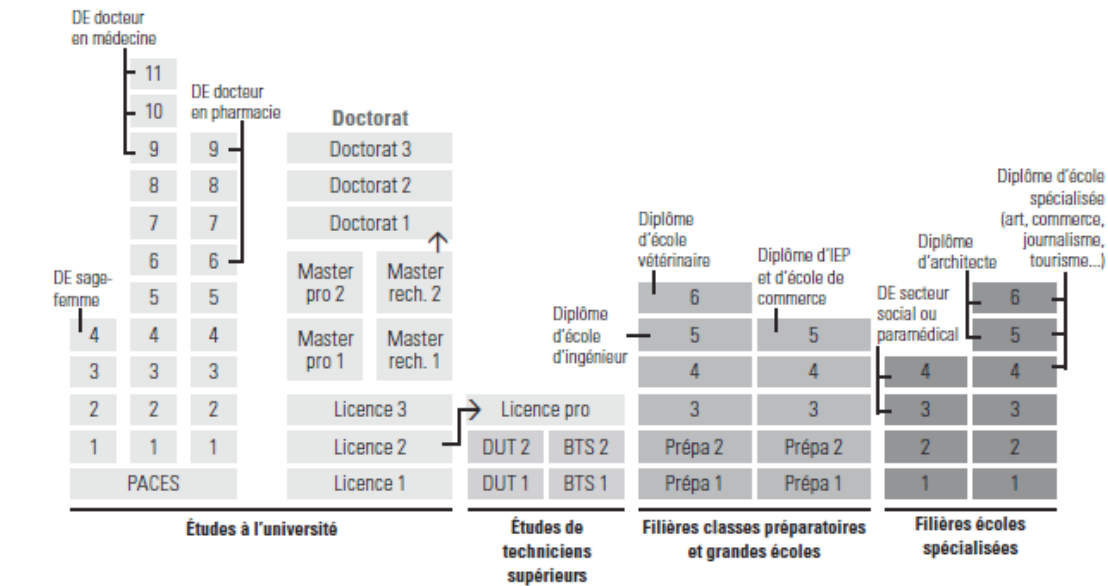 DE docteur
en médecine
11
DE docteur
en pharmacie
10
Doctorat
9
9
Doctorat 3
8
8
Doctorat 2
Diplôme d'école
spécialisée
(art, commerce,
journalisme,
tourisme...)
7
7
Doctorat 1
Diplôme
d'école
vétérinaire
Diplôme d'IEP
et d'école de
commerce
Diplôme
d'architecte
6
6
Master
pro 2
Master
rech. 2
DE sage-
femme
5
5
6
DE secteur
social ou
paramédical
6
Diplôme
d'école
d'ingénieur
4
4
4
Master
pro 1
Master
rech. 1
5
5
5
3
3
3
4
4
4
4
2
2
2
Licence 3
Licence pro
3
3
3
3
1
1
1
Licence 2
DUT 2
BTS 2
Prépa 2
Prépa 2
2
2
PACES
Licence 1
DUT 1
BTS 1
Prépa 1
Prépa 1
1
1
Études à l'université
Études de
techniciens
supérieurs
Filières classes préparatoires
et grandes écoles
Filières écoles
spécialisées